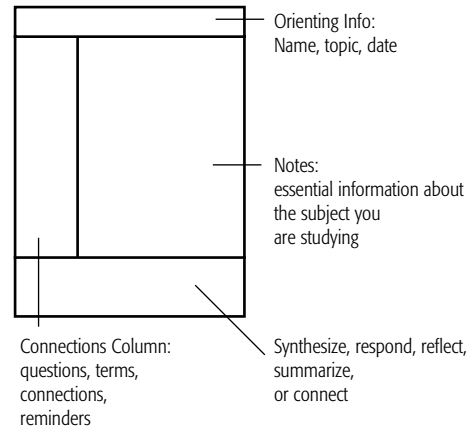 Orienting Info:
Name, topic, date
Notes:
essential information about
the subject you
are studying
Connections Column:
questions, terms,
connections,
reminders
Synthesize, respond, reflect,
summarize,
or connect